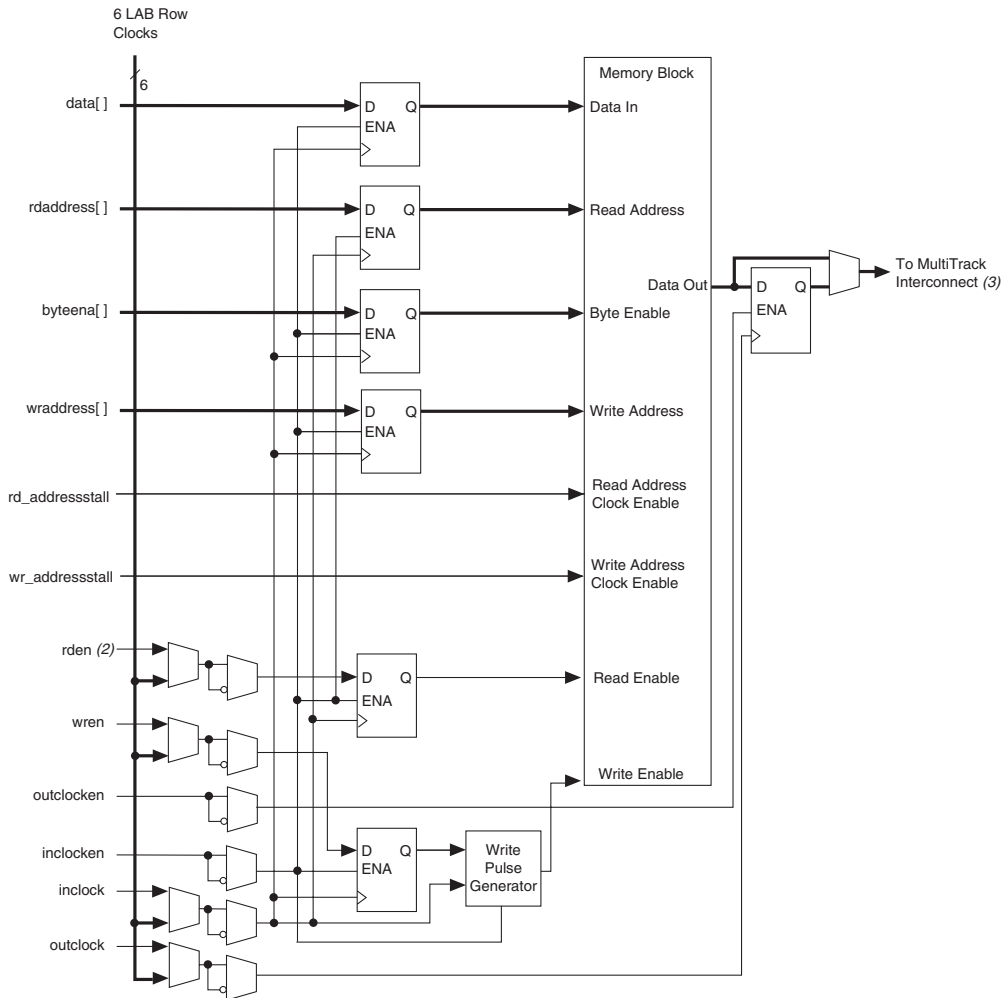 6 LAB Row
Clocks
6
Memory Block
data[ ]
D Q
ENA
Data In
rdaddress[ ]
D Q
ENA
Read Address
To MultiTrack
Interconnect (3)
Data Out
D Q
ENA
byteena[ ]
D Q
ENA
Byte Enable
wraddress[ ]
D Q
ENA
Write Address
rd_addressstall
Read Address
Clock Enable
wr_addressstall
Write Address
Clock Enable
rden (2)
D Q
ENA
Read Enable
wren
Write Enable
outclocken
inclocken
D Q
ENA
Write
Pulse
Generator
inclock
outclock